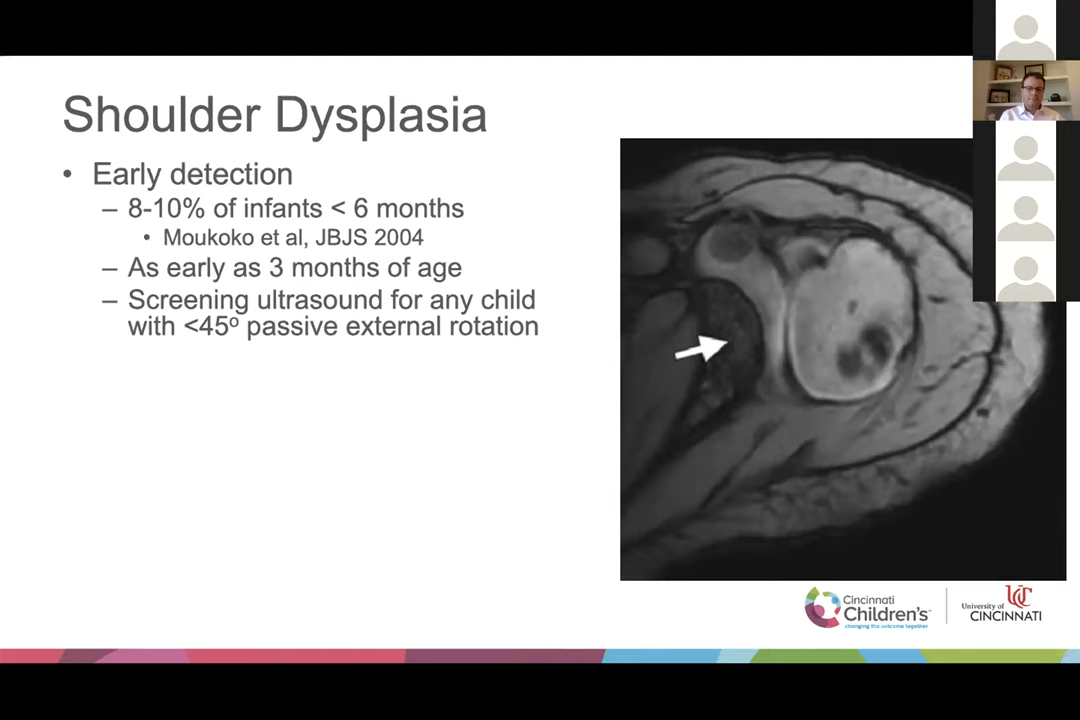 Shoulder Dysplasia
• Early detection
– 8-10% of infants < 6 months
• Moukoko et al, JBJS 2004
– As early as 3 months of age
– Screening ultrasound for any child
with <45º passive external rotation
Cincinnati
Children's™
changing the outcome together
UC
University of
CINCINNATI